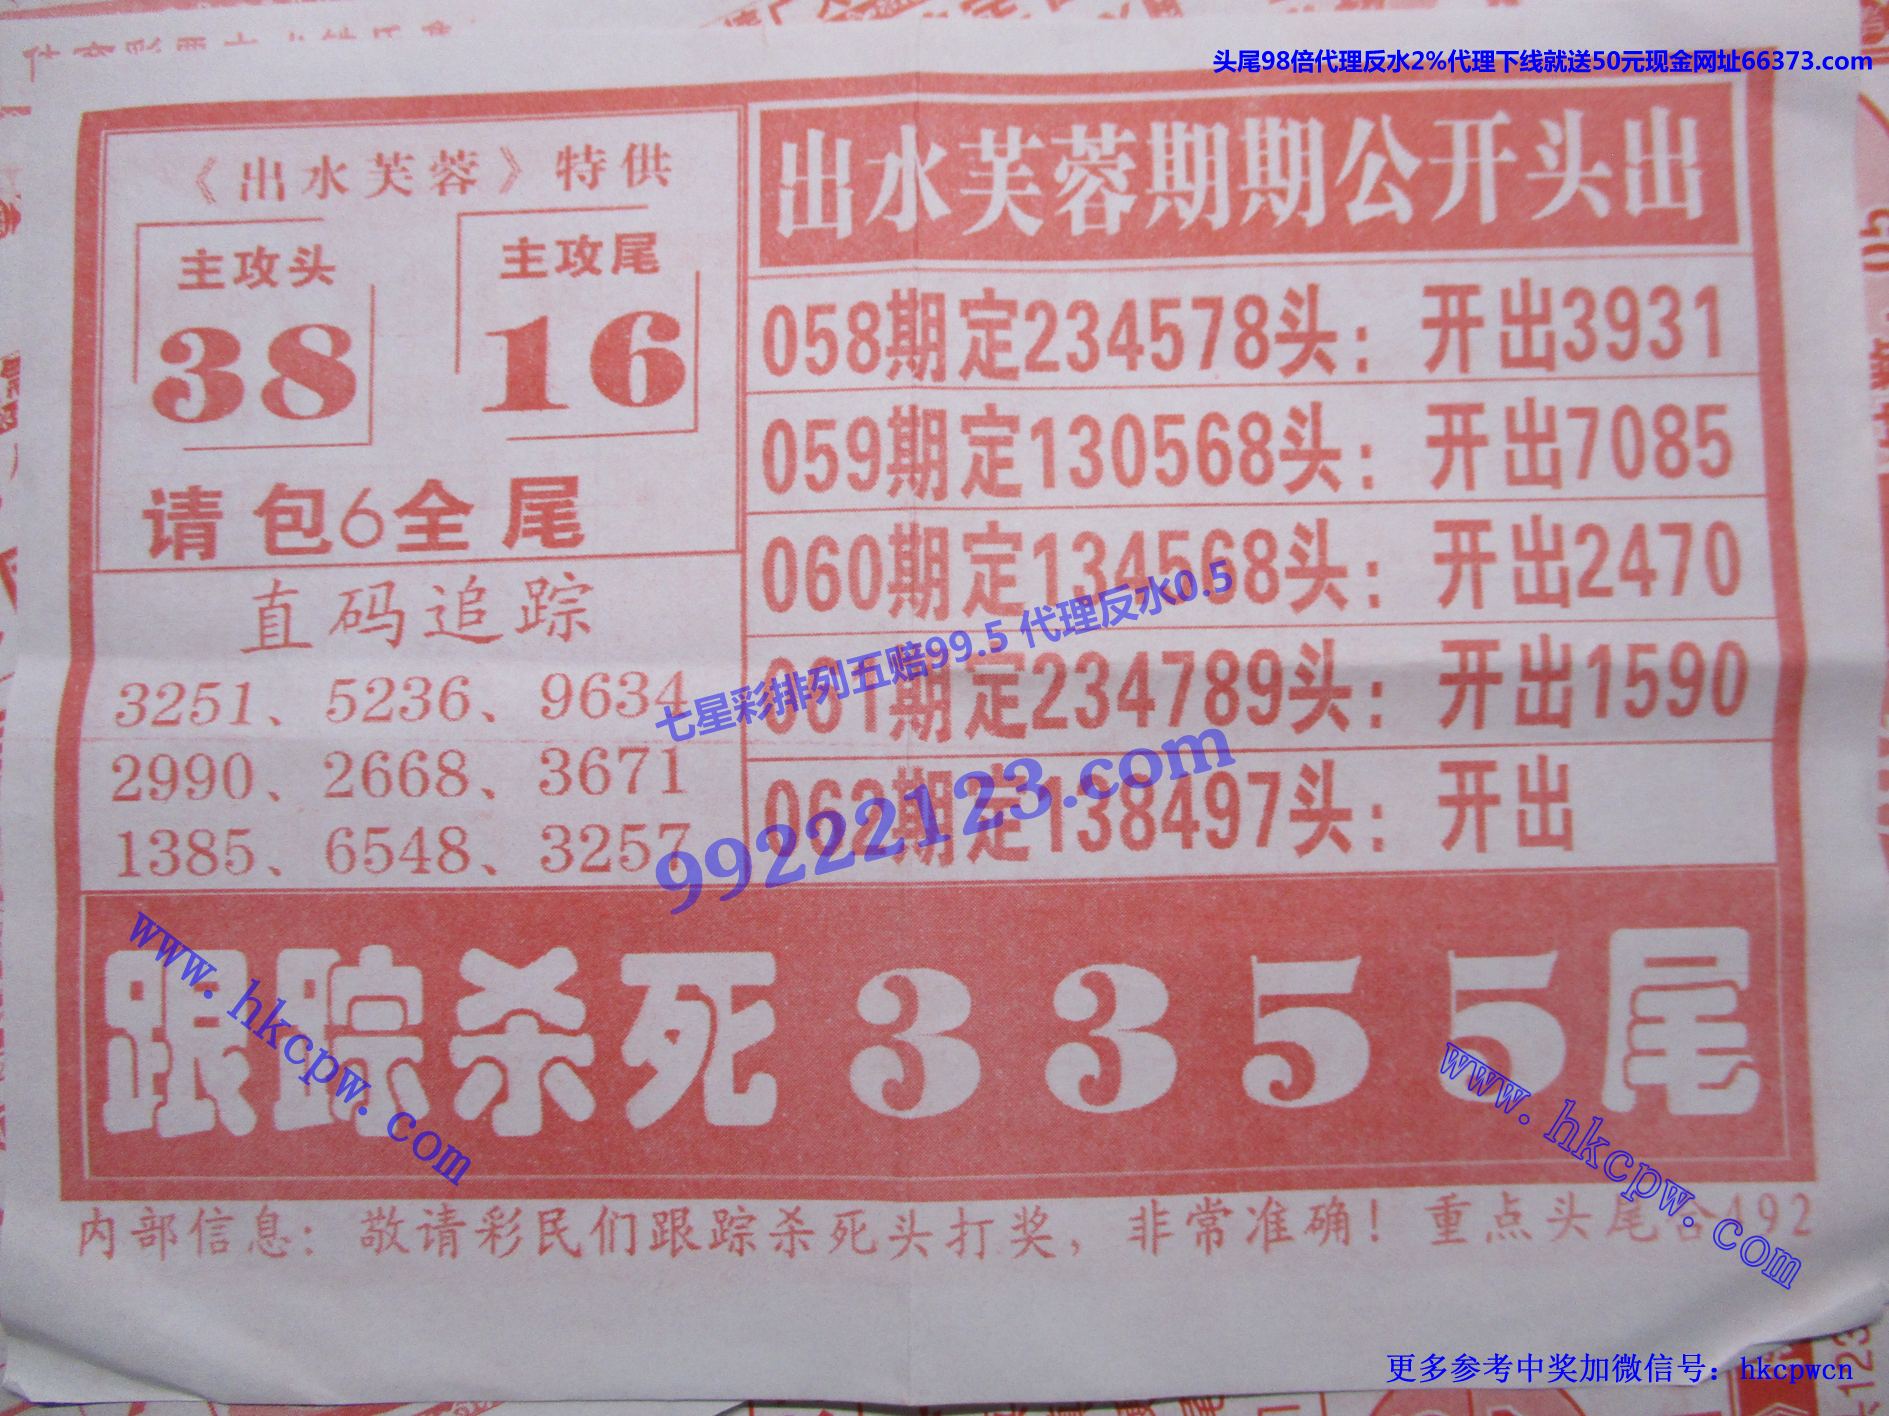 头尾98倍代理反水2%代理下线就送50元现金网址66373.com
《出水芙蓉》特供
主攻头
38
主攻尾
16
请包6全尾
直码追踪
3251、5236、9634
2990、2668、3671
1385、6548、3257
出水芙蓉期期公开头出
058期定234578头：开出3931
059期定130568头：开出7085
060期定134568头：开出2470
061期定234789头：开出1590
062期定138497头：开出
七星彩排列五赔99.5 代理反水0.5
99222123.com
跟踪杀死3355尾
www.hkcpw.com
www.hkcpw.com
内部信息：敬请彩民们跟踪杀死头打奖，非常准确！重点头尾合492
更多参考中奖加微信号：hkcpwcn